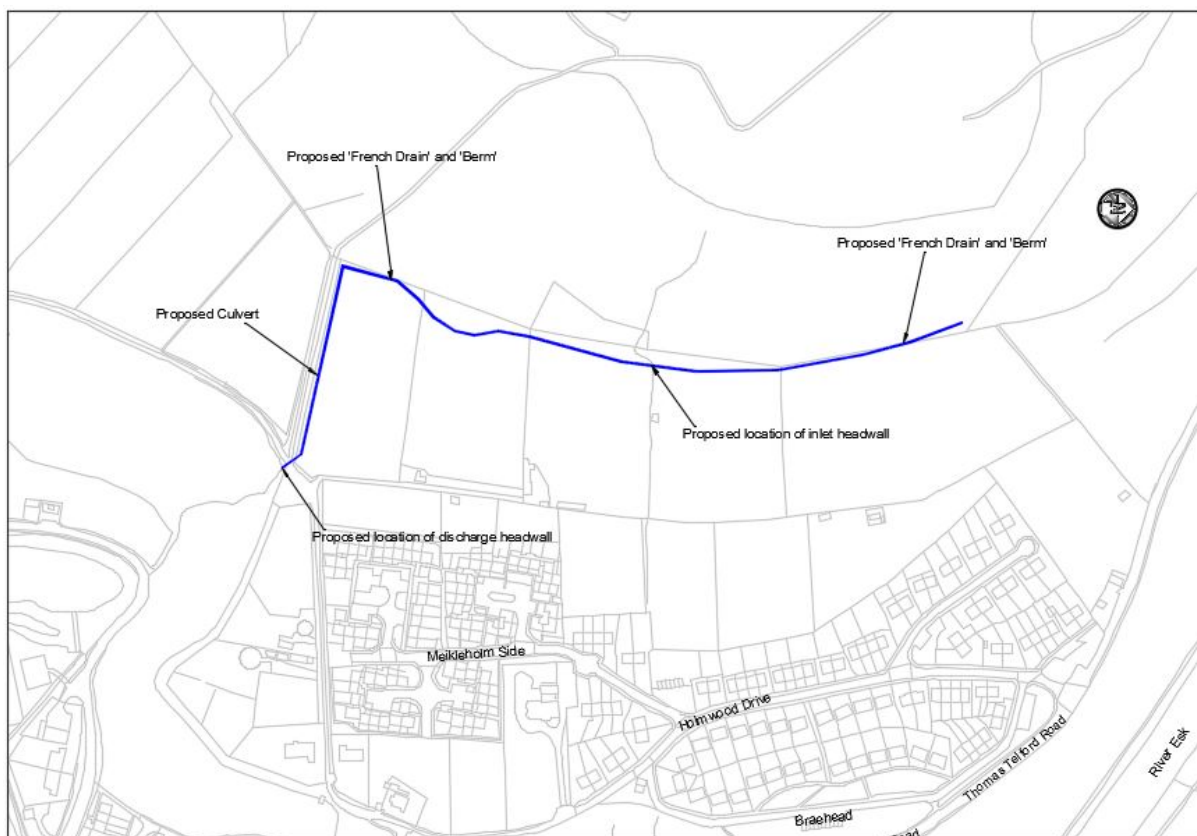 Proposed 'French Drain' and 'Berm'
Proposed 'French Drain' and 'Berm'
Proposed Culvert
Proposed location of inlet headwall
Proposed location of discharge headwall
Meikleholm Side
Holmwood Drive
Thomas Telford Road
River Esk
Braehead